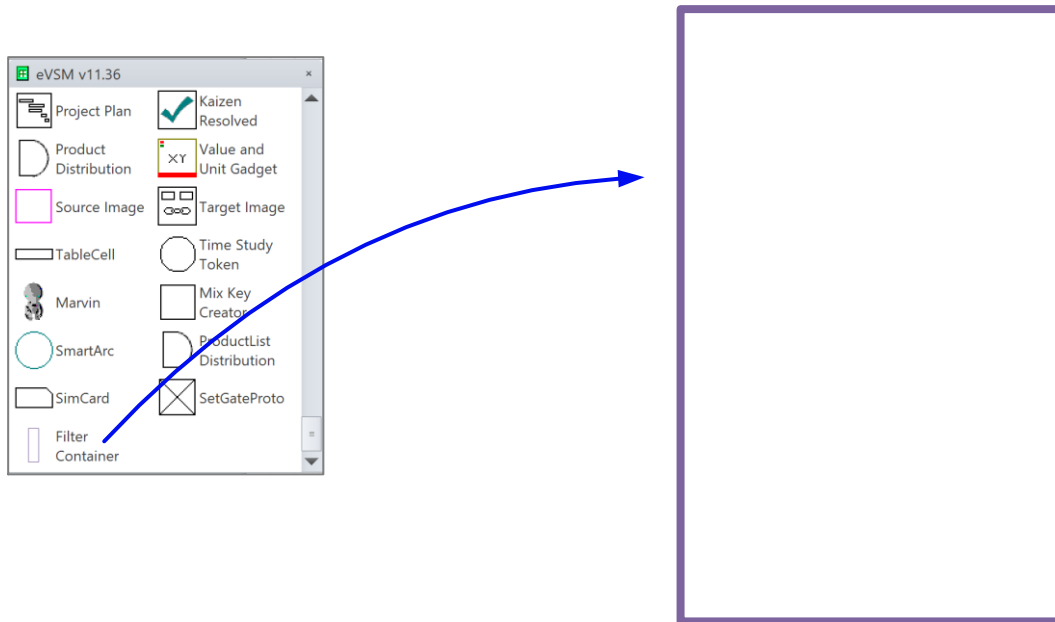 eVSM v11.36
Project Plan
Kaizen
Resolved
Product
Distribution
XY
Value and
Unit Gadget
Source Image
Target Image
TableCell
Time Study
Token
Marvin
Mix Key
Creator
SmartArc
ProductList
Distribution
SimCard
SetGateProto
Filter
Container